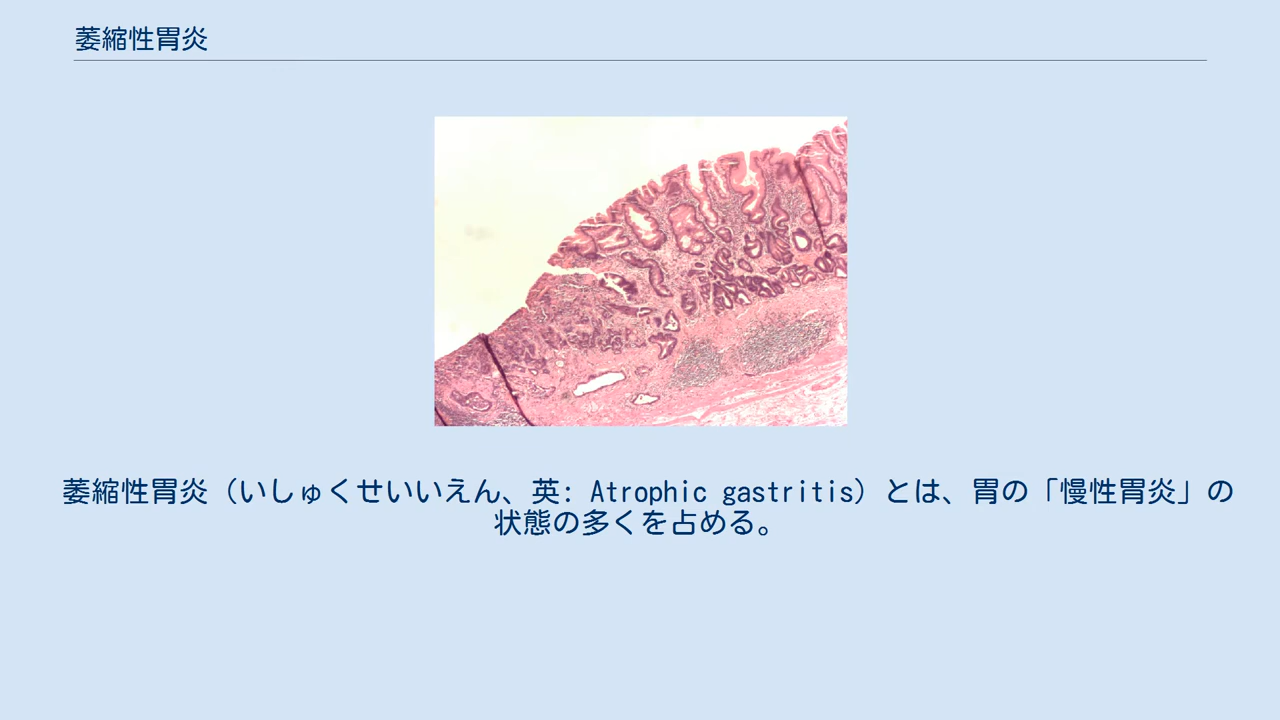 萎縮性胃炎
萎縮性胃炎（いしゅくせいいえん、英: Atrophic gastritis）とは、胃の「慢性胃炎」の
状態の多くを占める。